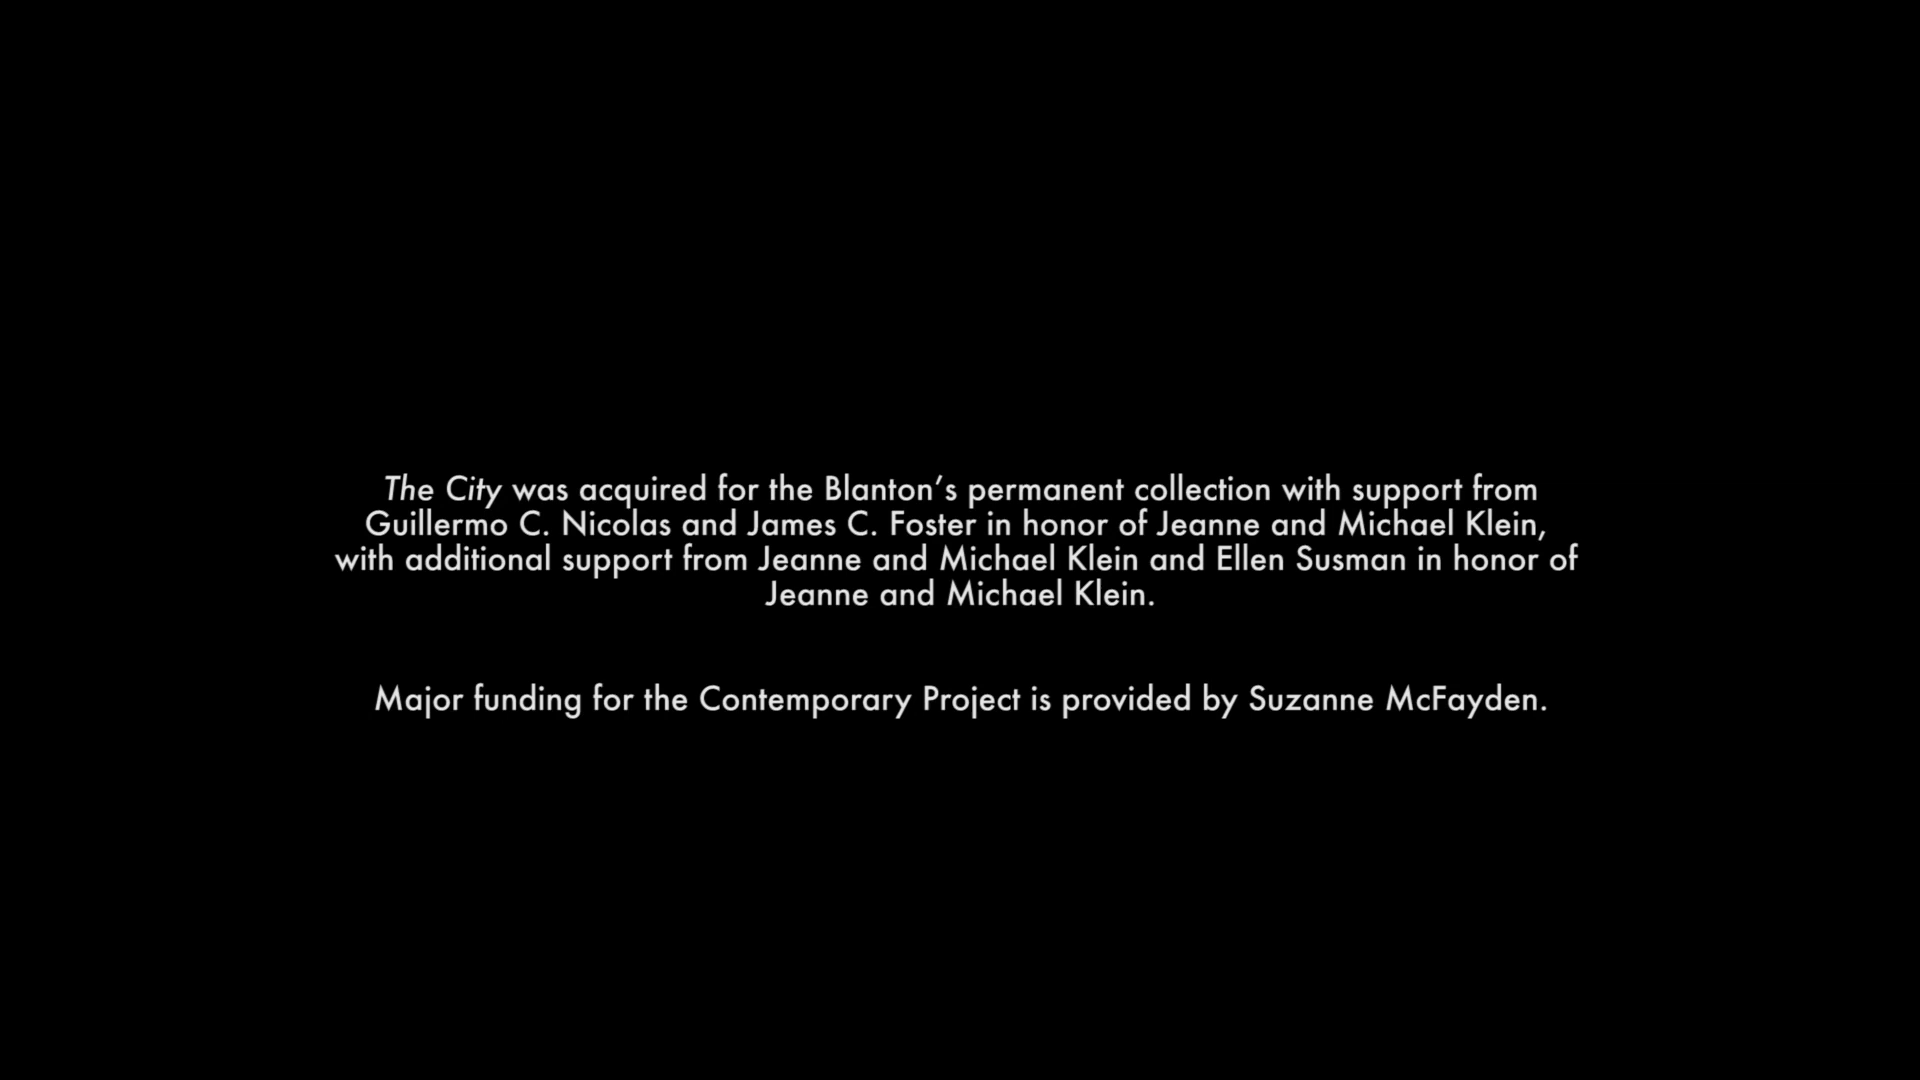 The City was acquired for the Blanton’s permanent collection with support from
Guillermo C. Nicolas and James C. Foster in honor of Jeanne and Michael Klein,
with additional support from Jeanne and Michael Klein and Ellen Susman in honor of
Jeanne and Michael Klein.
Major funding for the Contemporary Project is provided by Suzanne McFayden.